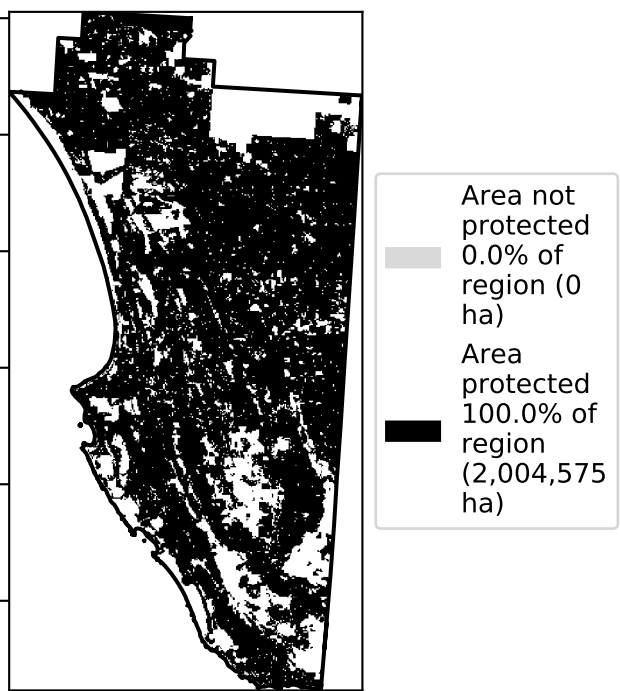 Area not
protected
0.0% of
region (0
ha)
Area
protected
100.0% of
region
(2,004,575
ha)